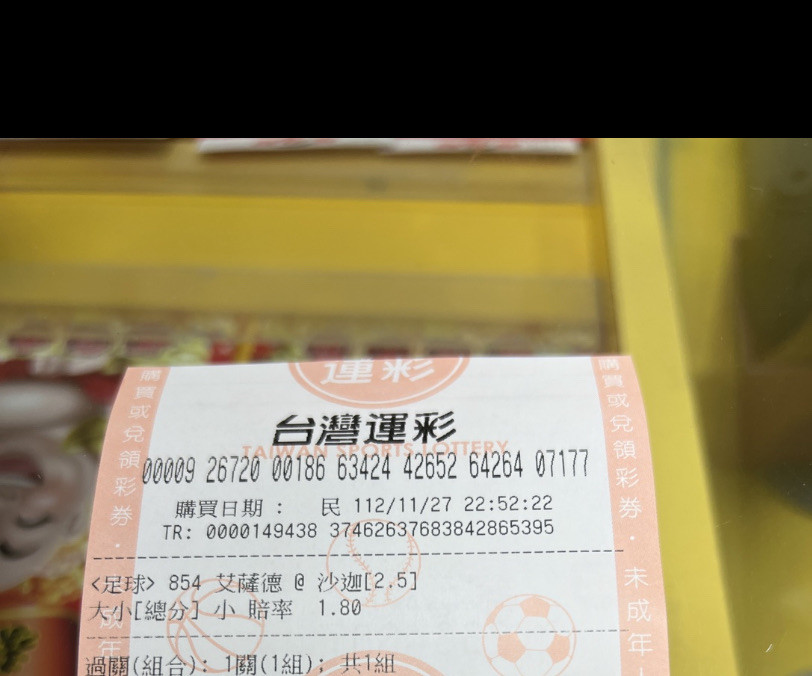 運彩
台灣運彩
TAIWAN SPORTS LOTTERY
00009 26720 00186 63424 42652 64264 07177
購買日期： 民 112/11/27 22:52:22
TR: 0000149438 37462637683842865395
<足球> 854 艾薩德 @ 沙迦[2.5]
大小[總分] 小 賠率 1.80
過關(組合): 1關(1組); 共1組
購買或兌領彩券．
成年
購買或兌領彩券．未成年